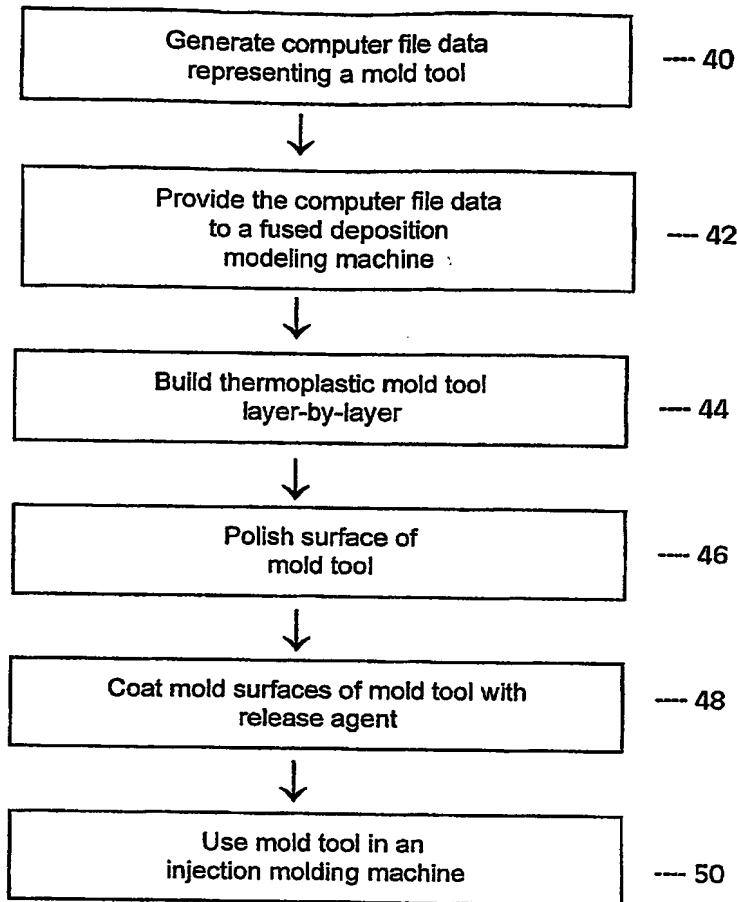 Generate computer file data
representing a mold tool
---- 40
Provide the computer file data
to a fused deposition
modeling machine
---- 42
Build thermoplastic mold tool
layer-by-layer
---- 44
Polish surface of
mold tool
---- 46
Coat mold surfaces of mold tool with
release agent
---- 48
Use mold tool in an
injection molding machine
---- 50